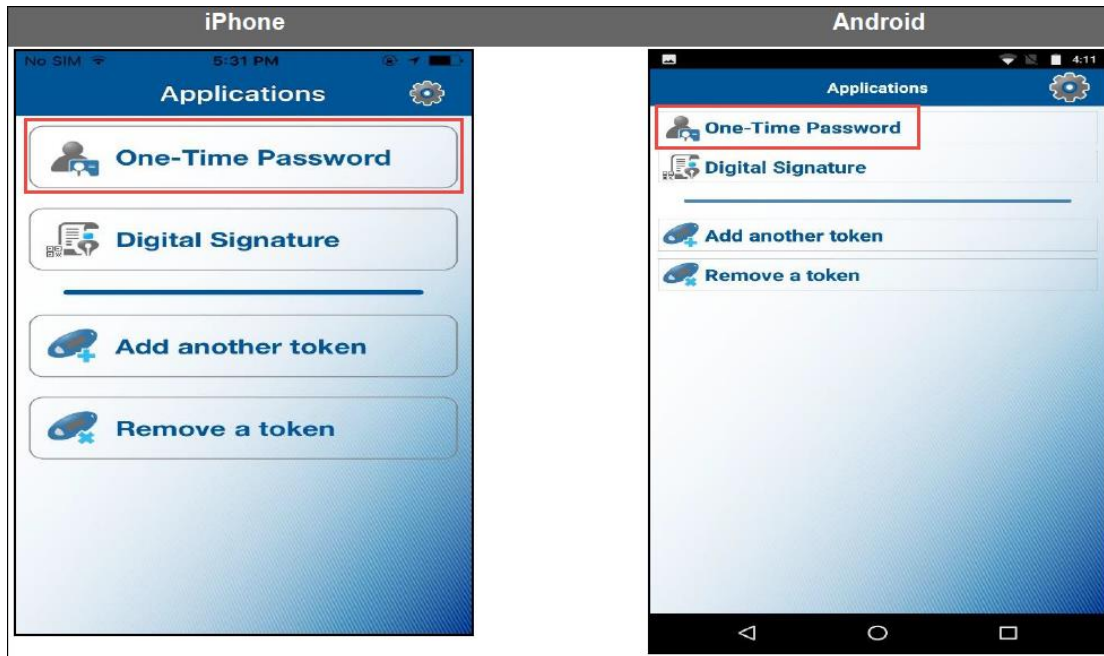 iPhone
Android
No SIM 5:31 PM
Applications
One-Time Password
Digital Signature
Add another token
Remove a token
4:11
Applications
One-Time Password
Digital Signature
Add another token
Remove a token